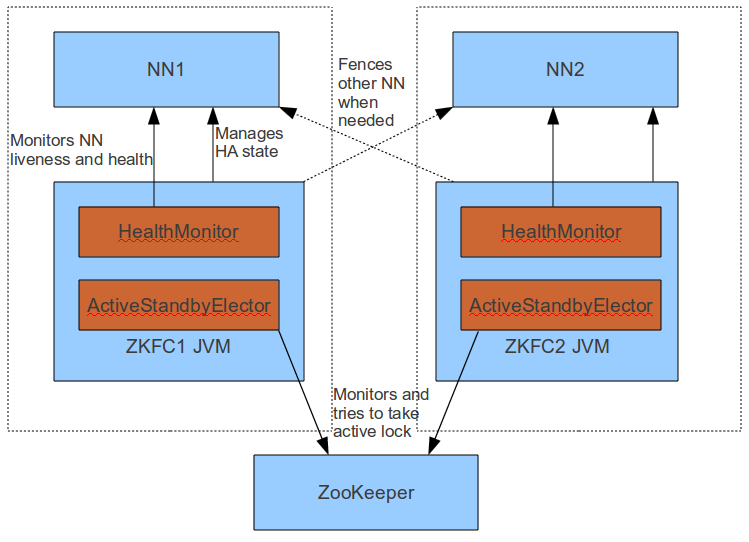 NN1
NN2
Fences
other NN
when
needed
Monitors NN
liveness and health
Manages
HA state
HealthMonitor
ActiveStandbyElector
ZKFC1 JVM
HealthMonitor
ActiveStandbyElector
ZKFC2 JVM
Monitors and
tries to take
active lock
ZooKeeper